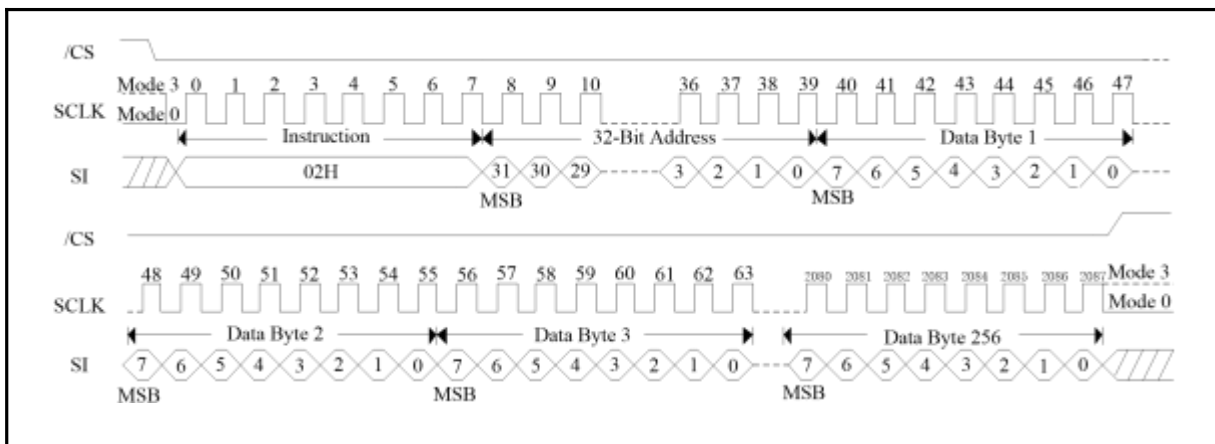 /CS
Mode 3 0 1 2 3 4 5 6 7 8 9 10 36 37 38 39 40 41 42 43 44 45 46 47
SCLK Mode 0
Instruction 32-Bit Address Data Byte 1
SI 02H 31 30 29 3 2 1 0 7 6 5 4 3 2 1 0
MSB MSB
/CS
48 49 50 51 52 53 54 55 56 57 58 59 60 61 62 63 2080 2081 2082 2083 2084 2085 2086 2087 Mode 3
SCLK Mode 0
Data Byte 2 Data Byte 3 Data Byte 256
SI 7 6 5 4 3 2 1 0 7 6 5 4 3 2 1 0 7 6 5 4 3 2 1 0
MSB MSB MSB